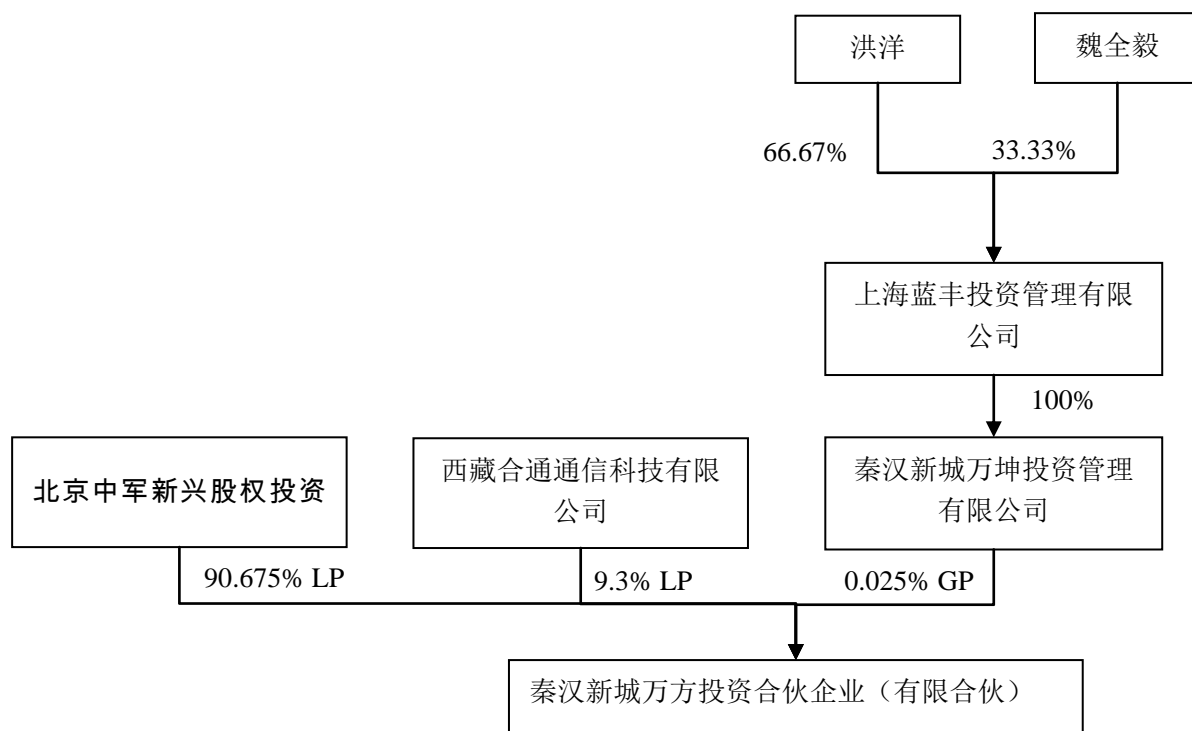 洪洋
魏全毅
66.67%
33.33%
上海蓝丰投资管理有限
公司
100%
北京中军新兴股权投资
西藏合通通信科技有限
公司
秦汉新城万坤投资管理
有限公司
90.675% LP
9.3% LP
0.025% GP
秦汉新城万方投资合伙企业（有限合伙）